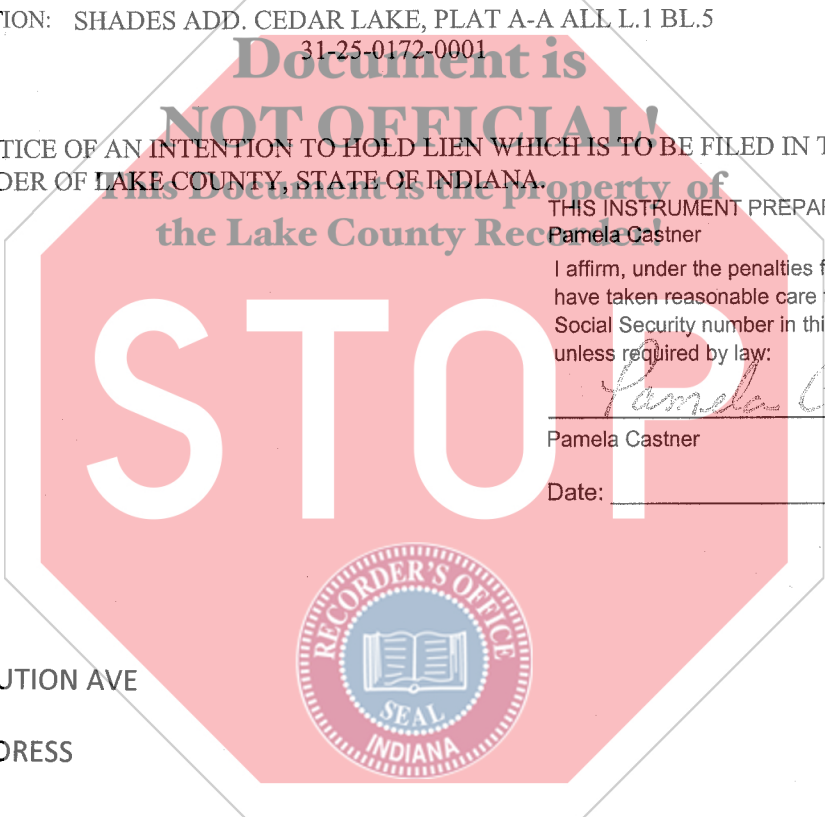 TION: SHADES ADD. CEDAR LAKE, PLAT A-A ALL L.1 BL.5
31-25-0172-0001
Document is
NOT OFFICIAL!
TICE OF AN INTENTION TO HOLD LIEN WHICH IS TO BE FILED IN T
DER OF LAKE COUNTY, STATE OF INDIANA.
This Document is the property of
the Lake County Recorder!
THIS INSTRUMENT PREPAR
Pamela Castner
I affirm, under the penalties f
have taken reasonable care
Social Security number in thi
unless required by law:
Pamela C
Pamela Castner
Date:
STOP
RECORDER'S OFFICE
SEAL
INDIANA
UTION AVE
DRESS